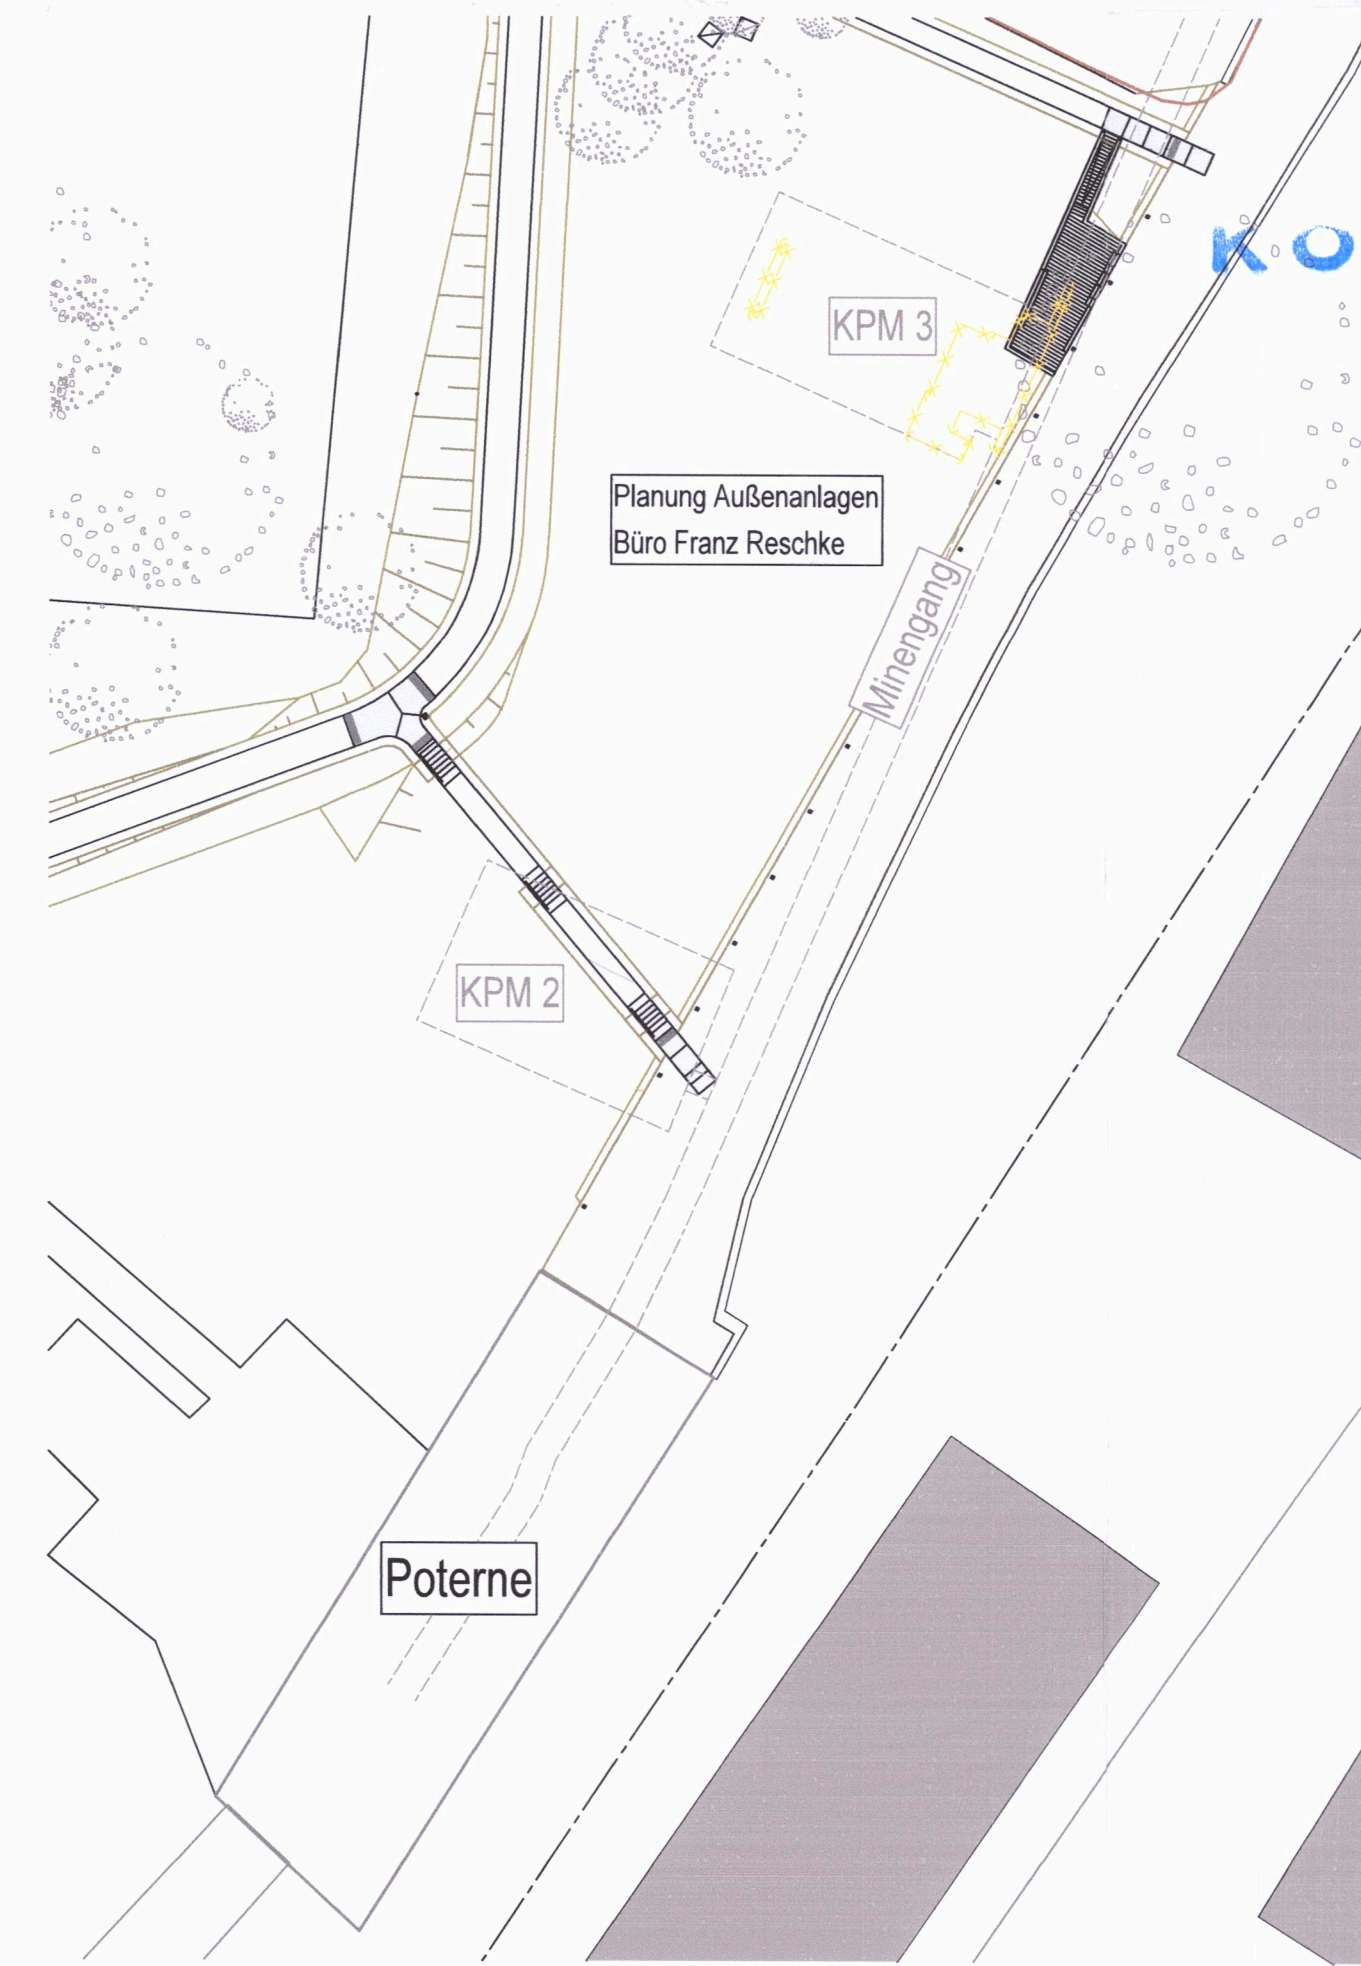 KO
KPM 3
Planung Außenanlagen
Büro Franz Reschke
Minengang
KPM 2
Poterne